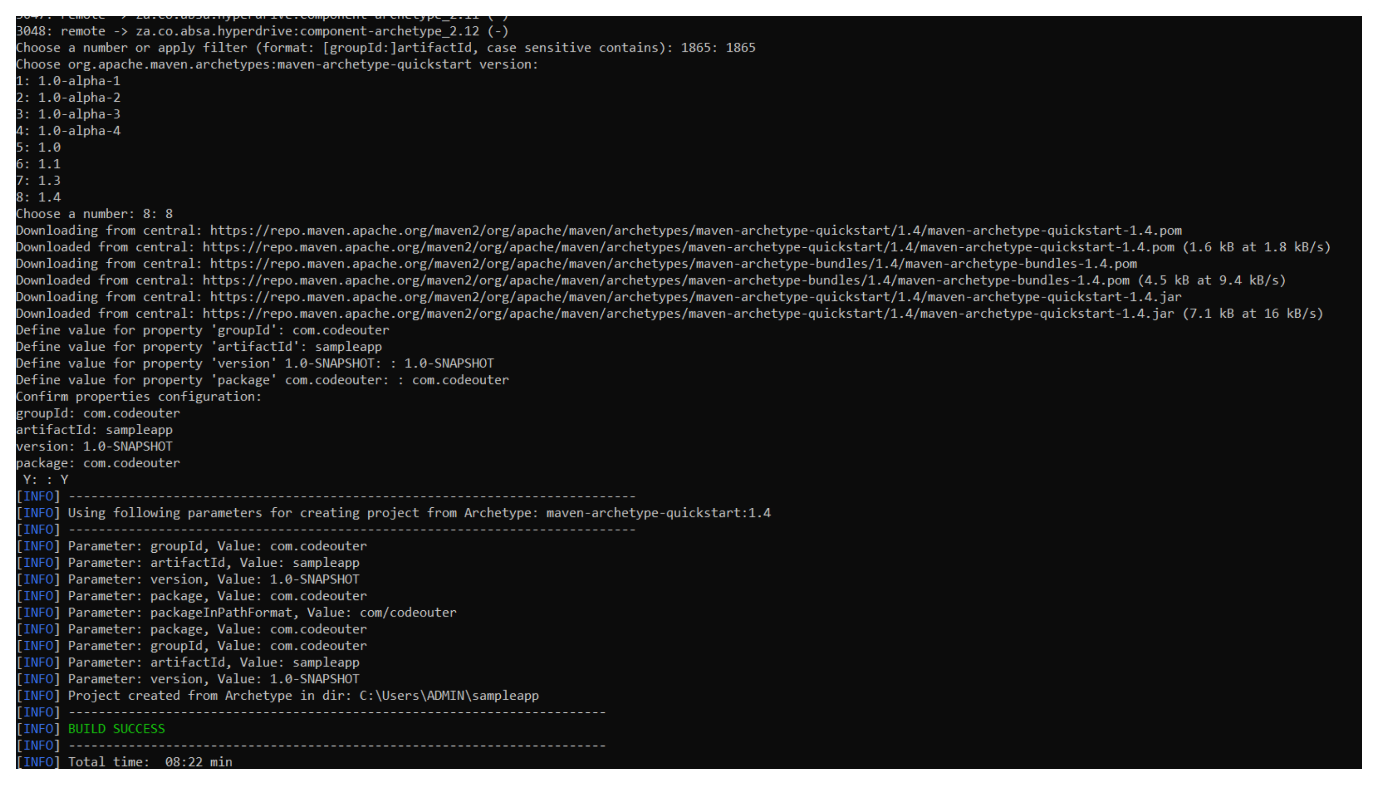 3047: remote -> za.co.absa.hyperdrive:component-archetype_2.11 (-)
3048: remote -> za.co.absa.hyperdrive:component-archetype_2.12 (-)
Choose a number or apply filter (format: [groupId:]artifactId, case sensitive contains): 1865: 1865
Choose org.apache.maven.archetypes:maven-archetype-quickstart version:
1: 1.0-alpha-1
2: 1.0-alpha-2
3: 1.0-alpha-3
4: 1.0-alpha-4
5: 1.0
6: 1.1
7: 1.3
8: 1.4
Choose a number: 8: 8
Downloading from central: https://repo.maven.apache.org/maven2/org/apache/maven/archetypes/maven-archetype-quickstart/1.4/maven-archetype-quickstart-1.4.pom
Downloaded from central: https://repo.maven.apache.org/maven2/org/apache/maven/archetypes/maven-archetype-quickstart/1.4/maven-archetype-quickstart-1.4.pom (1.6 kB at 1.8 kB/s)
Downloading from central: https://repo.maven.apache.org/maven2/org/apache/maven/archetypes/maven-archetype-bundles/1.4/maven-archetype-bundles-1.4.pom
Downloaded from central: https://repo.maven.apache.org/maven2/org/apache/maven/archetypes/maven-archetype-bundles/1.4/maven-archetype-bundles-1.4.pom (4.5 kB at 9.4 kB/s)
Downloading from central: https://repo.maven.apache.org/maven2/org/apache/maven/archetypes/maven-archetype-quickstart/1.4/maven-archetype-quickstart-1.4.jar
Downloaded from central: https://repo.maven.apache.org/maven2/org/apache/maven/archetypes/maven-archetype-quickstart/1.4/maven-archetype-quickstart-1.4.jar (7.1 kB at 16 kB/s)
Define value for property 'groupId': com.codeouter
Define value for property 'artifactId': sampleapp
Define value for property 'version' 1.0-SNAPSHOT: : 1.0-SNAPSHOT
Define value for property 'package' com.codeouter: : com.codeouter
Confirm properties configuration:
groupId: com.codeouter
artifactId: sampleapp
version: 1.0-SNAPSHOT
package: com.codeouter
 Y: : Y
[INFO] ----------------------------------------------------------------------------
[INFO] Using following parameters for creating project from Archetype: maven-archetype-quickstart:1.4
[INFO] ----------------------------------------------------------------------------
[INFO] Parameter: groupId, Value: com.codeouter
[INFO] Parameter: artifactId, Value: sampleapp
[INFO] Parameter: version, Value: 1.0-SNAPSHOT
[INFO] Parameter: package, Value: com.codeouter
[INFO] Parameter: packageInPathFormat, Value: com/codeouter
[INFO] Parameter: package, Value: com.codeouter
[INFO] Parameter: groupId, Value: com.codeouter
[INFO] Parameter: artifactId, Value: sampleapp
[INFO] Parameter: version, Value: 1.0-SNAPSHOT
[INFO] Project created from Archetype in dir: C:\Users\ADMIN\sampleapp
[INFO] ------------------------------------------------------------------------
[INFO] BUILD SUCCESS
[INFO] ------------------------------------------------------------------------
[INFO] Total time:  08:22 min